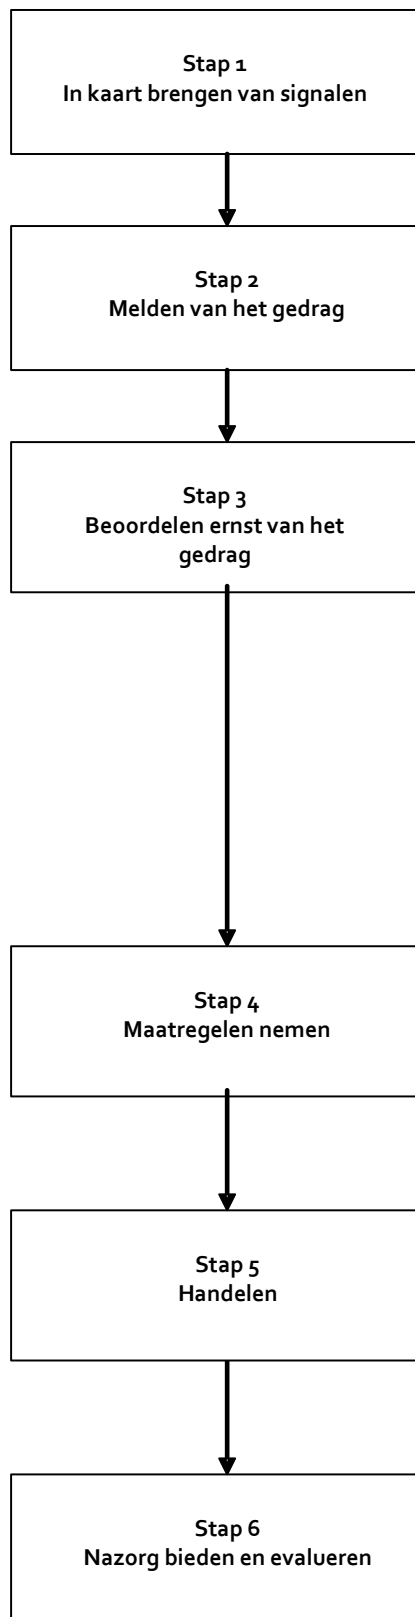 Stap 1
In kaart brengen van signalen
Stap 2
Melden van het gedrag
Stap 3
Beoordelen ernst van het
gedrag
Stap 4
Maatregelen nemen
Stap 5
Handelen
Stap 6
Nazorg bieden en evalueren